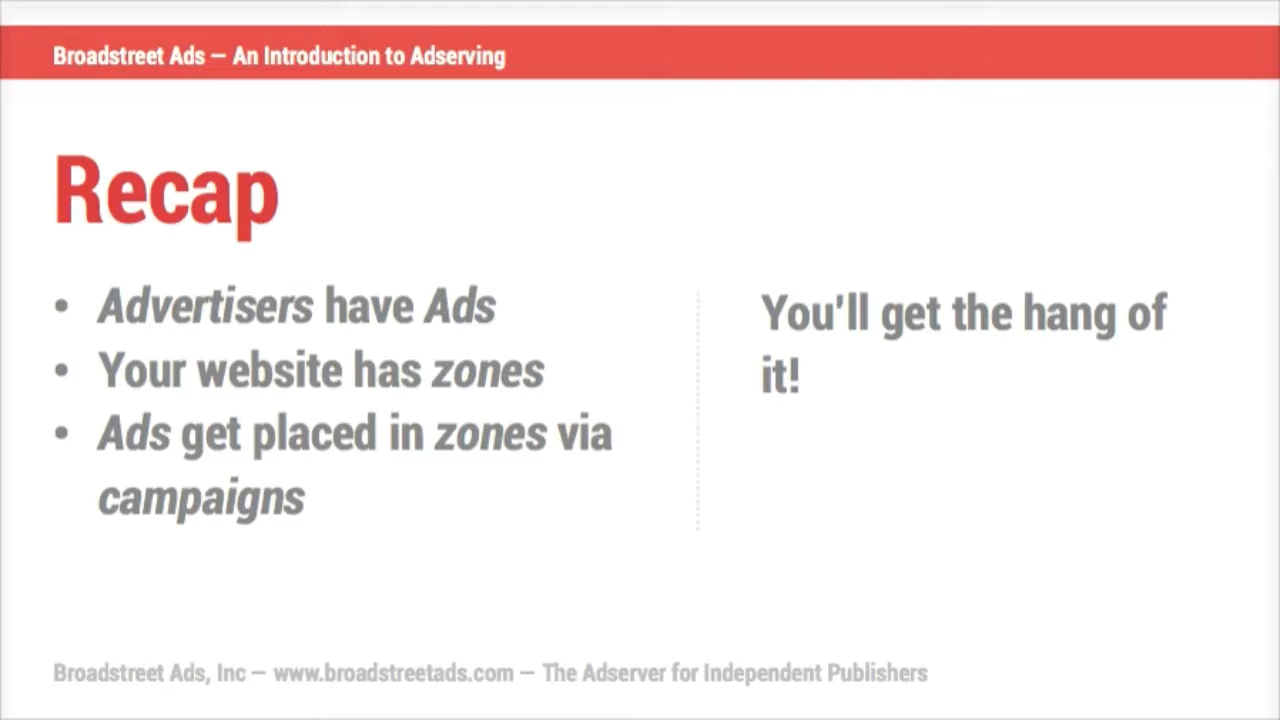 Broadstreet Ads — An Introduction to Adserving
Recap
• Advertisers have Ads
• Your website has zones
• Ads get placed in zones via
campaigns
You'll get the hang of
it!
Broadstreet Ads, Inc — www.broadstreetads.com — The Adserver for Independent Publishers